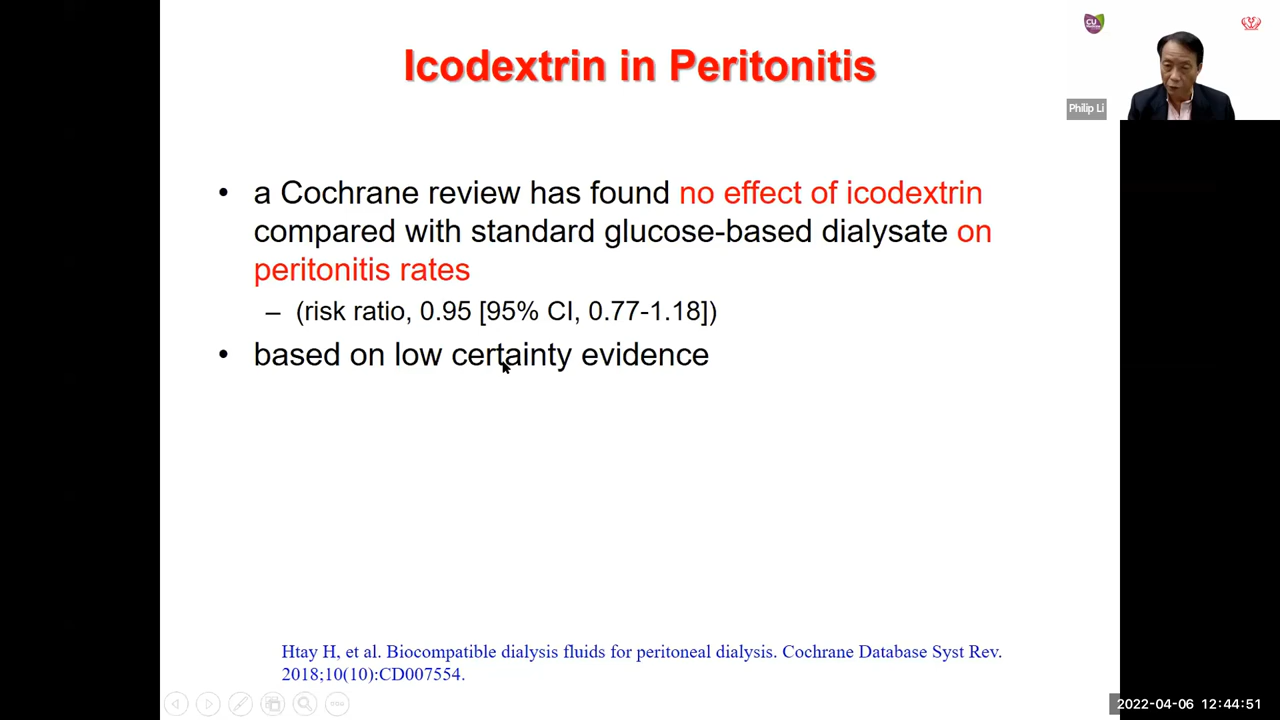 Icodextrin in Peritonitis
CU
Philip Li
• a Cochrane review has found no effect of icodextrin
compared with standard glucose-based dialysate on
peritonitis rates
– (risk ratio, 0.95 [95% CI, 0.77-1.18])
• based on low certainty evidence
Htay H, et al. Biocompatible dialysis fluids for peritoneal dialysis. Cochrane Database Syst Rev.
2018;10(10):CD007554.
2022-04-06 12:44:51